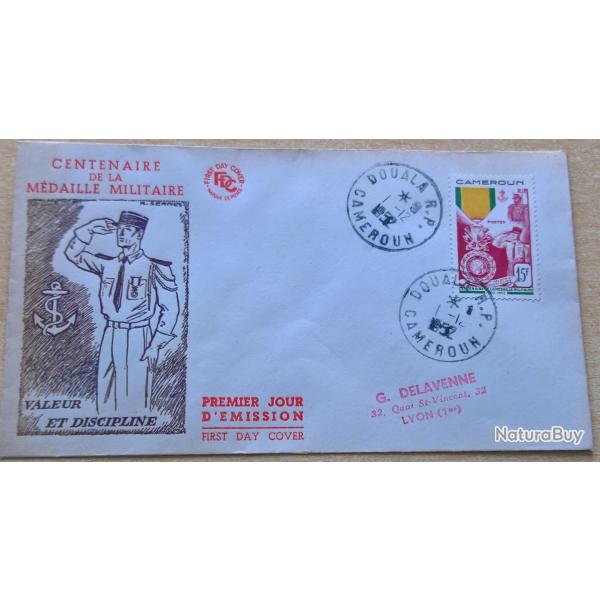 CENTENAIRE
DE LA
MÉDAILLE MILITAIRE
FIRST DAY COVER
FDC
VALEUR
ET DISCIPLINE
PREMIER JOUR
D'EMISSION
FIRST DAY COVER
DOUALA R.P.
CAMEROUN
CAMEROUN
POSTES
15F
DOUALA R.P.
CAMEROUN
G. DELAVENNE
32, Quai St-Vincent, 32
LYON (1er)
NaturaBuy